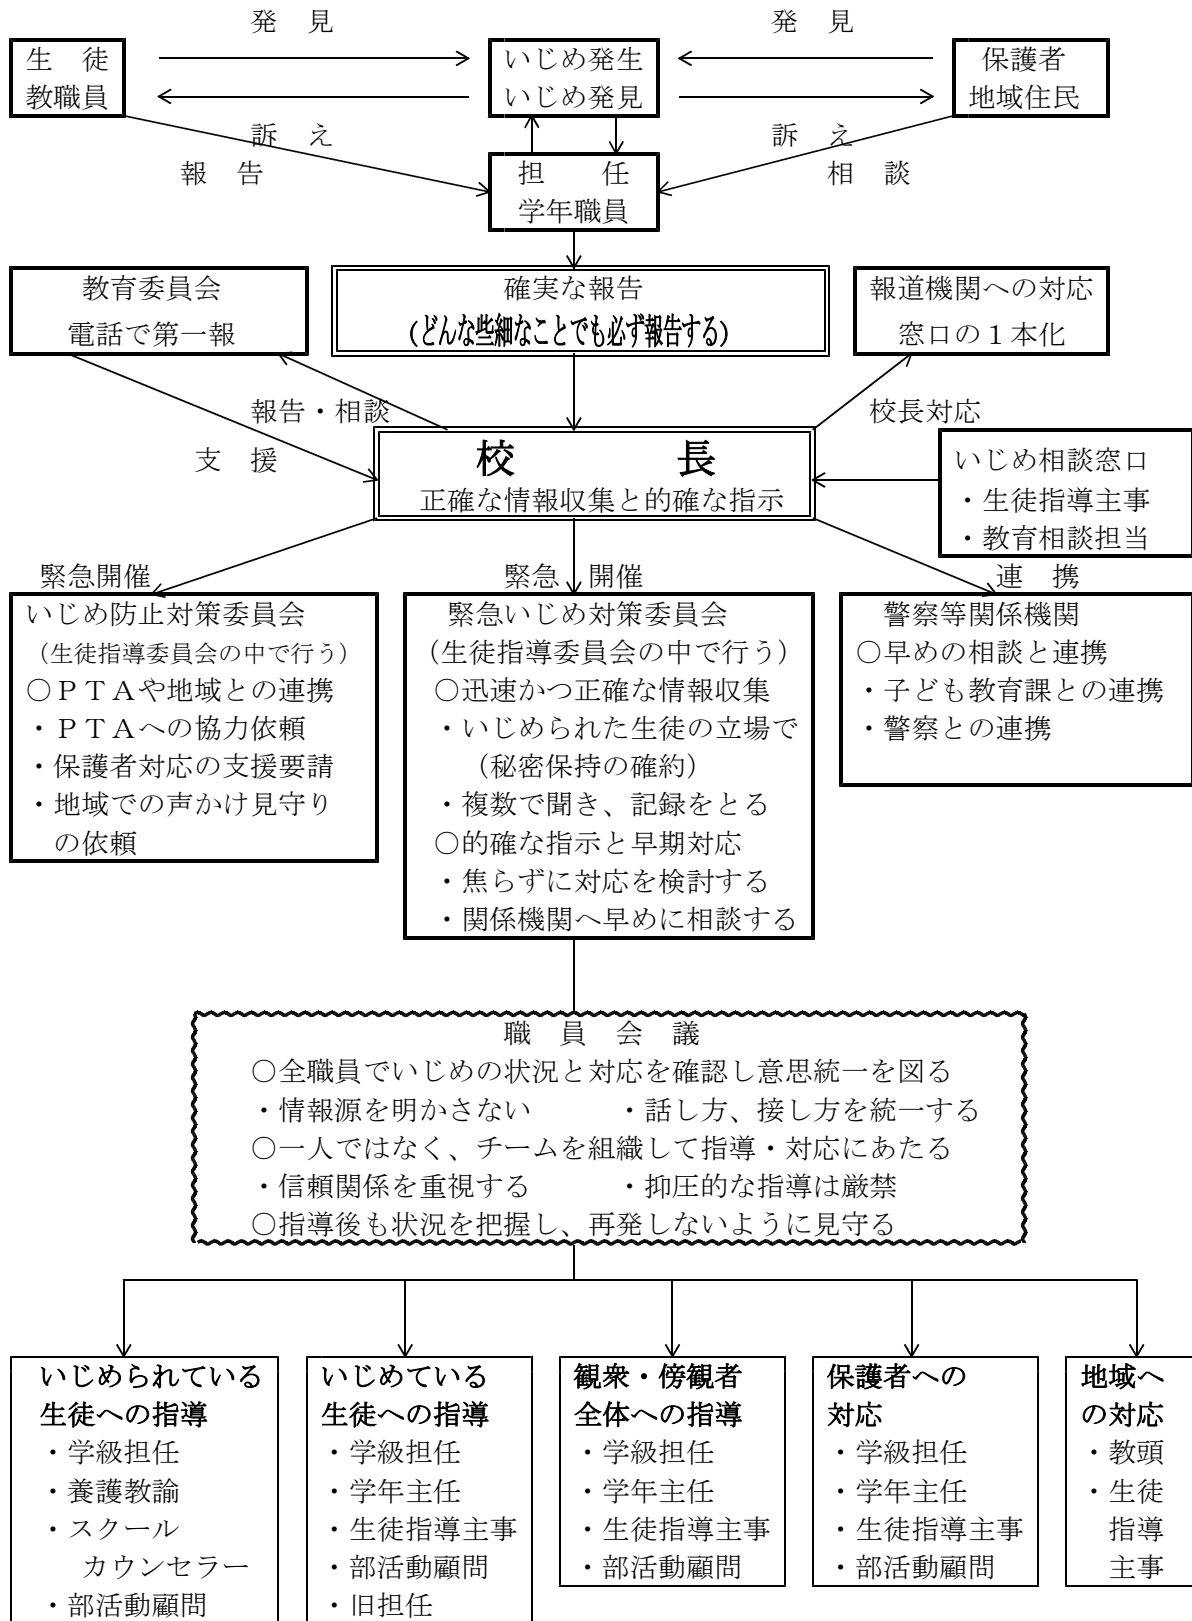 発　見
発　見
生　徒
教職員
いじめ発生
いじめ発見
保護者
地域住民
訴　え
報　告
訴　え
相　談
担　　任
学年職員
教育委員会
電話で第一報
確実な報告
（どんな些細なことでも必ず報告する）
報道機関への対応
窓口の１本化
報告・相談
支　援
校長対応
校　　長
正確な情報収集と的確な指示
いじめ相談窓口
・生徒指導主事
・教育相談担当
緊急開催
緊急　開催
連　携
いじめ防止対策委員会
（生徒指導委員会の中で行う）
○ＰＴＡや地域との連携
・ＰＴＡへの協力依頼
・保護者対応の支援要請
・地域での声かけ見守り
の依頼
緊急いじめ対策委員会
（生徒指導委員会の中で行う）
○迅速かつ正確な情報収集
・いじめられた生徒の立場で
（秘密保持の確約）
・複数で聞き、記録をとる
○的確な指示と早期対応
・焦らずに対応を検討する
・関係機関へ早めに相談する
警察等関係機関
○早めの相談と連携
・子ども教育課との連携
・警察との連携
職　員　会　議
○全職員でいじめの状況と対応を確認し意思統一を図る
・情報源を明かさない　　　・話し方、接し方を統一する
○一人ではなく、チームを組織して指導・対応にあたる
・信頼関係を重視する　　　・抑圧的な指導は厳禁
○指導後も状況を把握し、再発しないように見守る
いじめられている
生徒への指導
・学級担任
・養護教諭
・スクール
カウンセラー
・部活動顧問
いじめている
生徒への指導
・学級担任
・学年主任
・生徒指導主事
・部活動顧問
・旧担任
観衆・傍観者
全体への指導
・学級担任
・学年主任
・生徒指導主事
・部活動顧問
保護者への
対応
・学級担任
・学年主任
・生徒指導主事
・部活動顧問
地域へ
の対応
・教頭
・生徒
指導
主事